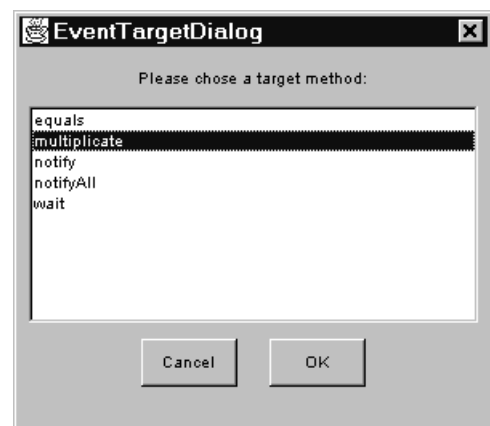 EventTargetDialog
Please chose a target method:
equals
multiplicate
notify
notifyAll
wait
Cancel OK